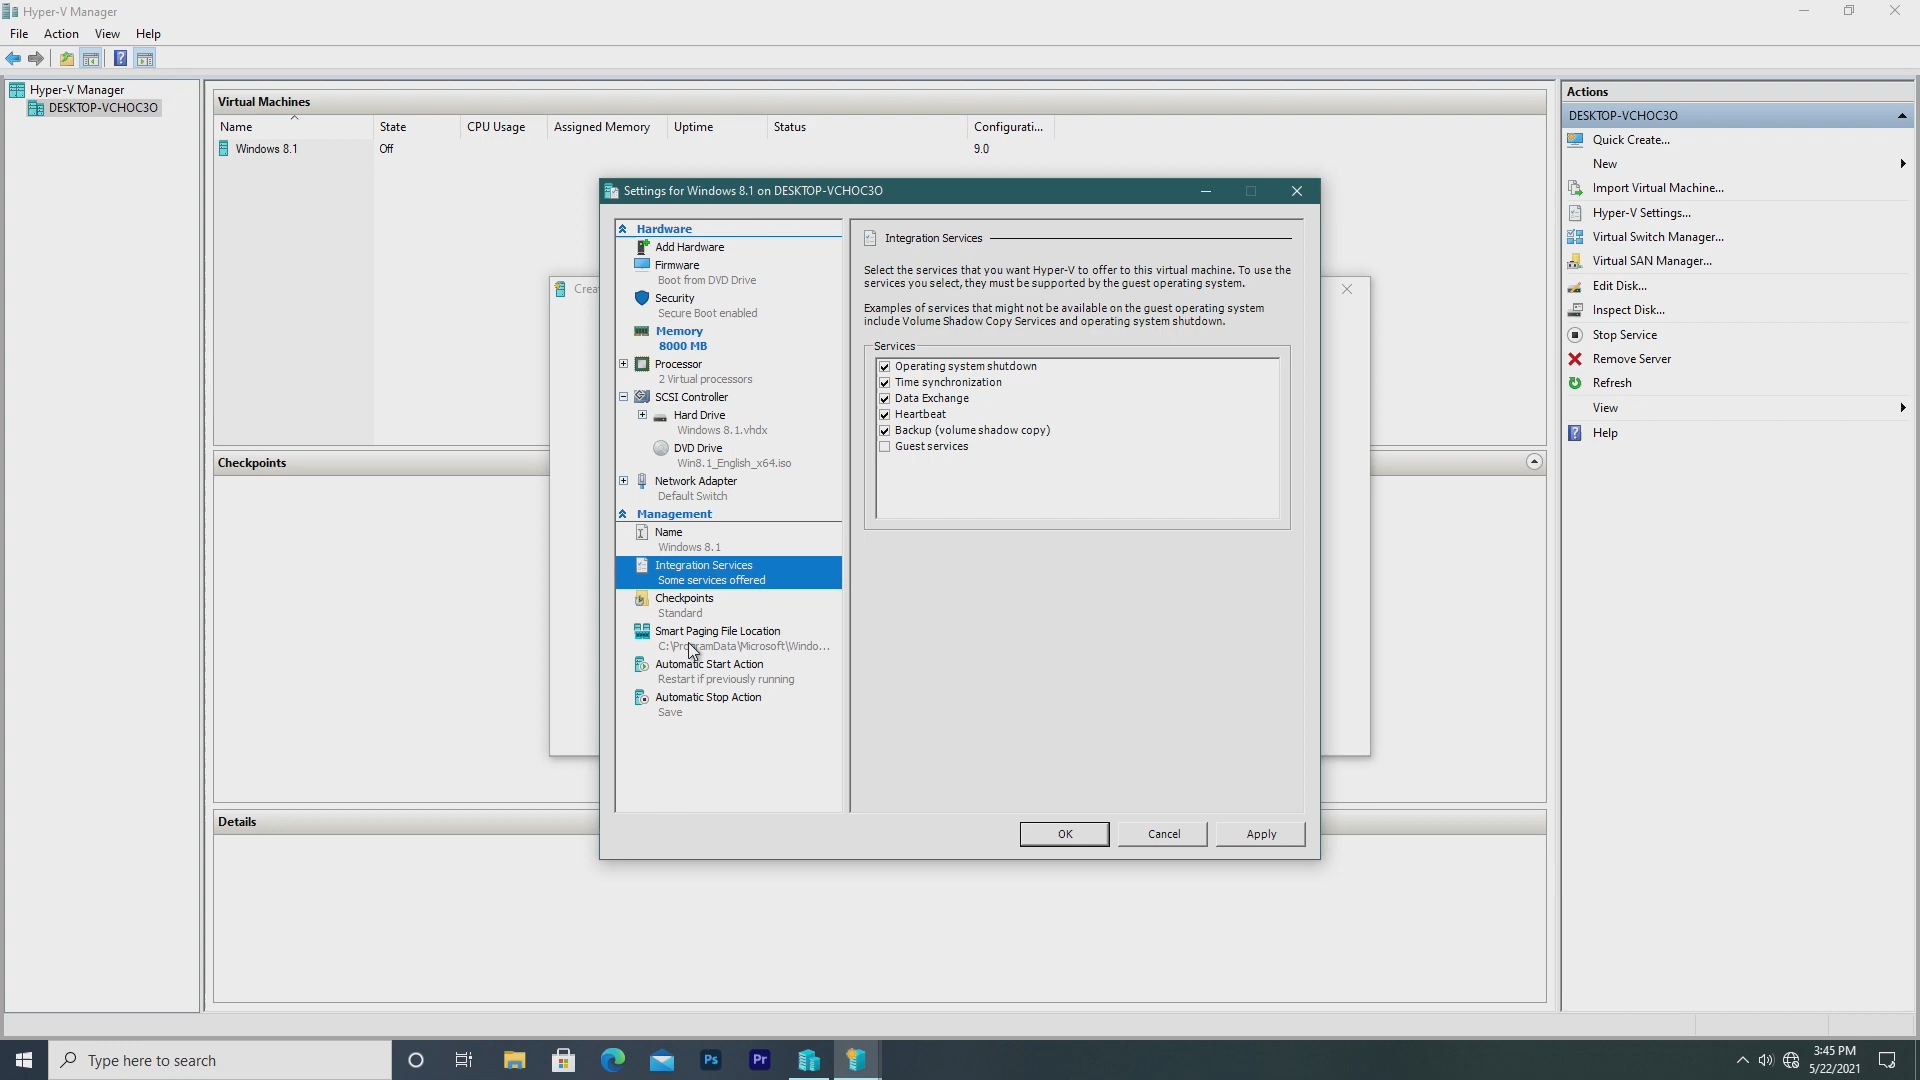 Hyper-V Manager
File Action View Help
Hyper-V Manager
DESKTOP-VCHOC3O
Virtual Machines
Name State CPU Usage Assigned Memory Uptime Status Configurati...
Windows 8.1 Off 9.0
Checkpoints
Details
Actions
DESKTOP-VCHOC3O
Quick Create...
New
Import Virtual Machine...
Hyper-V Settings...
Virtual Switch Manager...
Virtual SAN Manager...
Edit Disk...
Inspect Disk...
Stop Service
Remove Server
Refresh
View
Help
Settings for Windows 8.1 on DESKTOP-VCHOC3O
Hardware
Add Hardware
Firmware
Boot from DVD Drive
Security
Secure Boot enabled
Memory
8000 MB
Processor
2 Virtual processors
SCSI Controller
Hard Drive
Windows 8.1.vhdx
DVD Drive
Win8.1_English_x64.iso
Network Adapter
Default Switch
Management
Name
Windows 8.1
Integration Services
Some services offered
Checkpoints
Standard
Smart Paging File Location
C:\ProgramData\Microsoft\Windo...
Automatic Start Action
Restart if previously running
Automatic Stop Action
Save
Integration Services
Select the services that you want Hyper-V to offer to this virtual machine. To use the
services you select, they must be supported by the guest operating system.
Examples of services that might not be available on the guest operating system
include Volume Shadow Copy Services and operating system shutdown.
Services
Operating system shutdown
Time synchronization
Data Exchange
Heartbeat
Backup (volume shadow copy)
Guest services
OK Cancel Apply
Type here to search
Ps
Pr
3:45 PM
5/22/2021